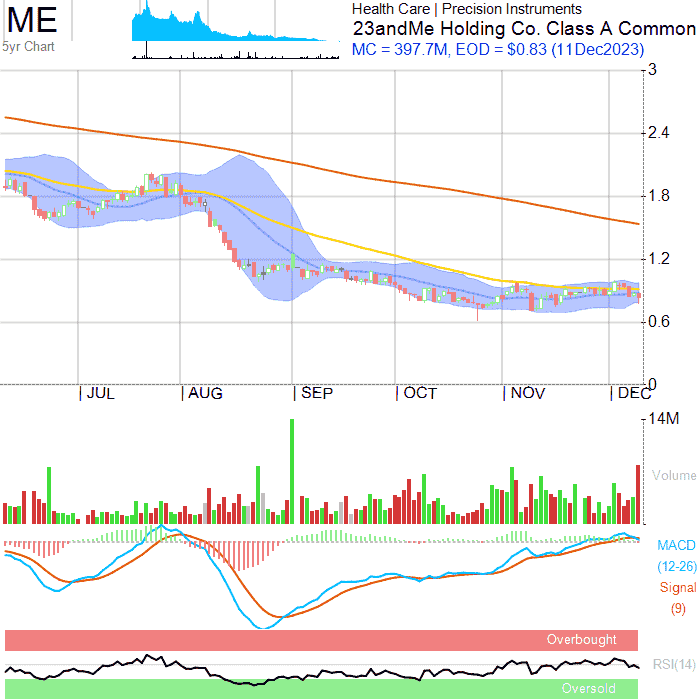 ME
5yr Chart
Health Care | Precision Instruments
23andMe Holding Co. Class A Common
MC = 397.7M, EOD = $0.83 (11Dec2023)
3
2.4
1.8
1.2
0.6
0
JUL AUG SEP OCT NOV DEC
14M
Volume
MACD
(12-26)
Signal
(9)
Overbought
RSI(14)
Oversold